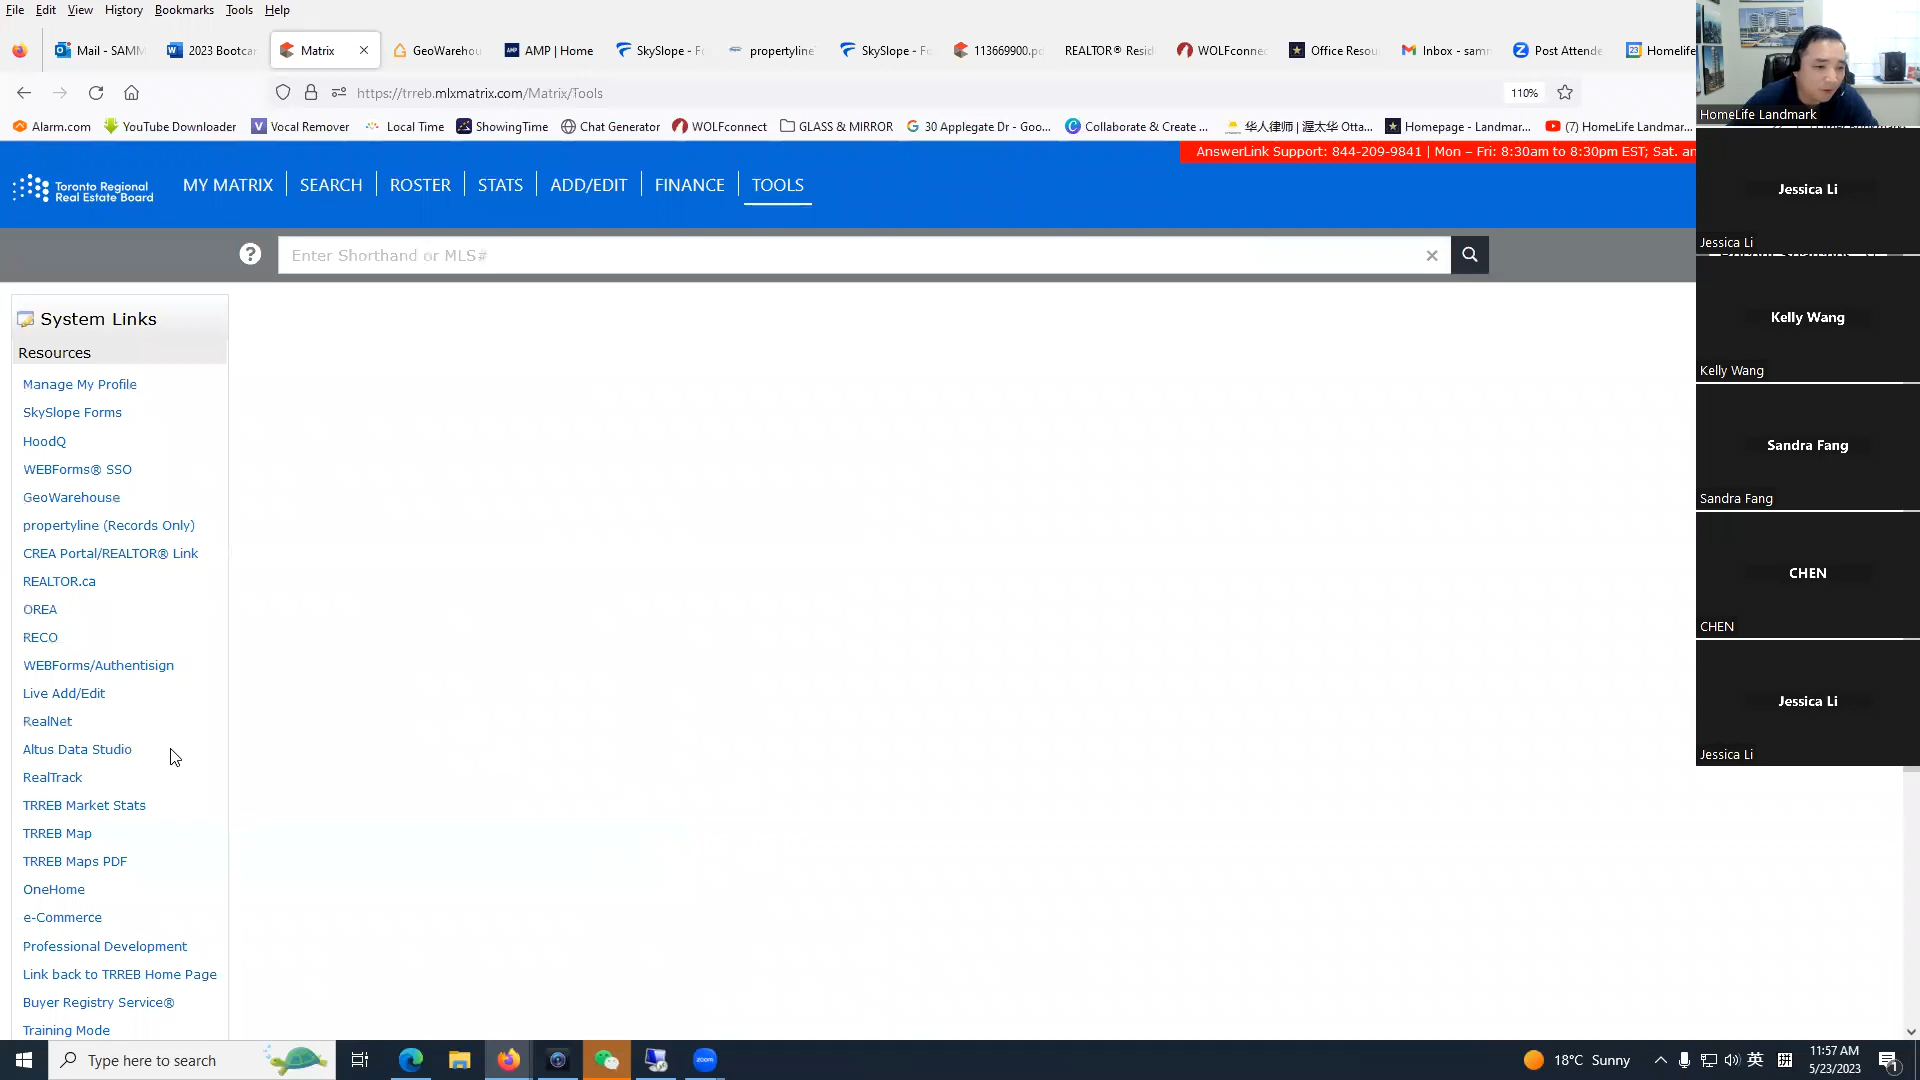 File Edit View History Bookmarks Tools Help
Mail - SAMM
2023 Bootca
Matrix
GeoWarehou
AMP | Home
SkySlope - Fo
propertyline
SkySlope - Fo
113669900.pd
REALTOR® Resid
WOLFconnec
Office Resou
Inbox - samn
Post Attende
Homelife
https://trreb.mlxmatrix.com/Matrix/Tools
110%
Alarm.com
YouTube Downloader
Vocal Remover
Local Time
ShowingTime
Chat Generator
WOLFconnect
GLASS & MIRROR
30 Applegate Dr - Goo...
Collaborate & Create ...
华人律师 | 渥太华 Otta...
Homepage - Landmar...
(7) HomeLife Landmar...
AnswerLink Support: 844-209-9841 | Mon – Fri: 8:30am to 8:30pm EST; Sat. an
Toronto Regional
Real Estate Board
MY MATRIX SEARCH ROSTER STATS ADD/EDIT FINANCE TOOLS
Enter Shorthand or MLS#
System Links
Resources
Manage My Profile
SkySlope Forms
HoodQ
WEBForms® SSO
GeoWarehouse
propertyline (Records Only)
CREA Portal/REALTOR® Link
REALTOR.ca
OREA
RECO
WEBForms/Authentisign
Live Add/Edit
RealNet
Altus Data Studio
RealTrack
TRREB Market Stats
TRREB Map
TRREB Maps PDF
OneHome
e-Commerce
Professional Development
Link back to TRREB Home Page
Buyer Registry Service®
Training Mode
HomeLife Landmark
Jessica Li
Jessica Li
Kelly Wang
Kelly Wang
Sandra Fang
Sandra Fang
CHEN
CHEN
Jessica Li
Jessica Li
Type here to search
zoom
18°C Sunny
英
拼
11:57 AM
5/23/2023
1